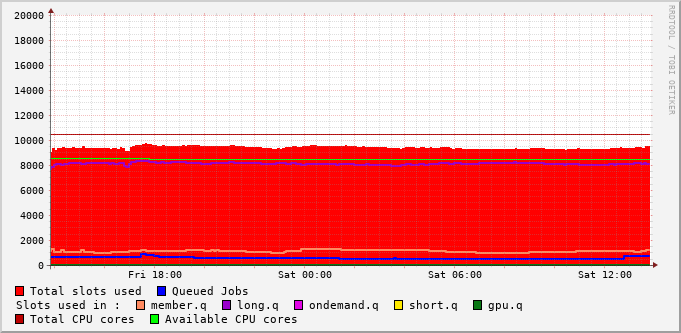 20000
18000
16000
14000
12000
10000
8000
6000
4000
2000
0
Fri 18:00 Sat 00:00 Sat 06:00 Sat 12:00
Total slots used Queued Jobs
Slots used in : member.q long.q ondemand.q short.q gpu.q
Total CPU cores Available CPU cores
RRDTOOL / TOBI OETIKER